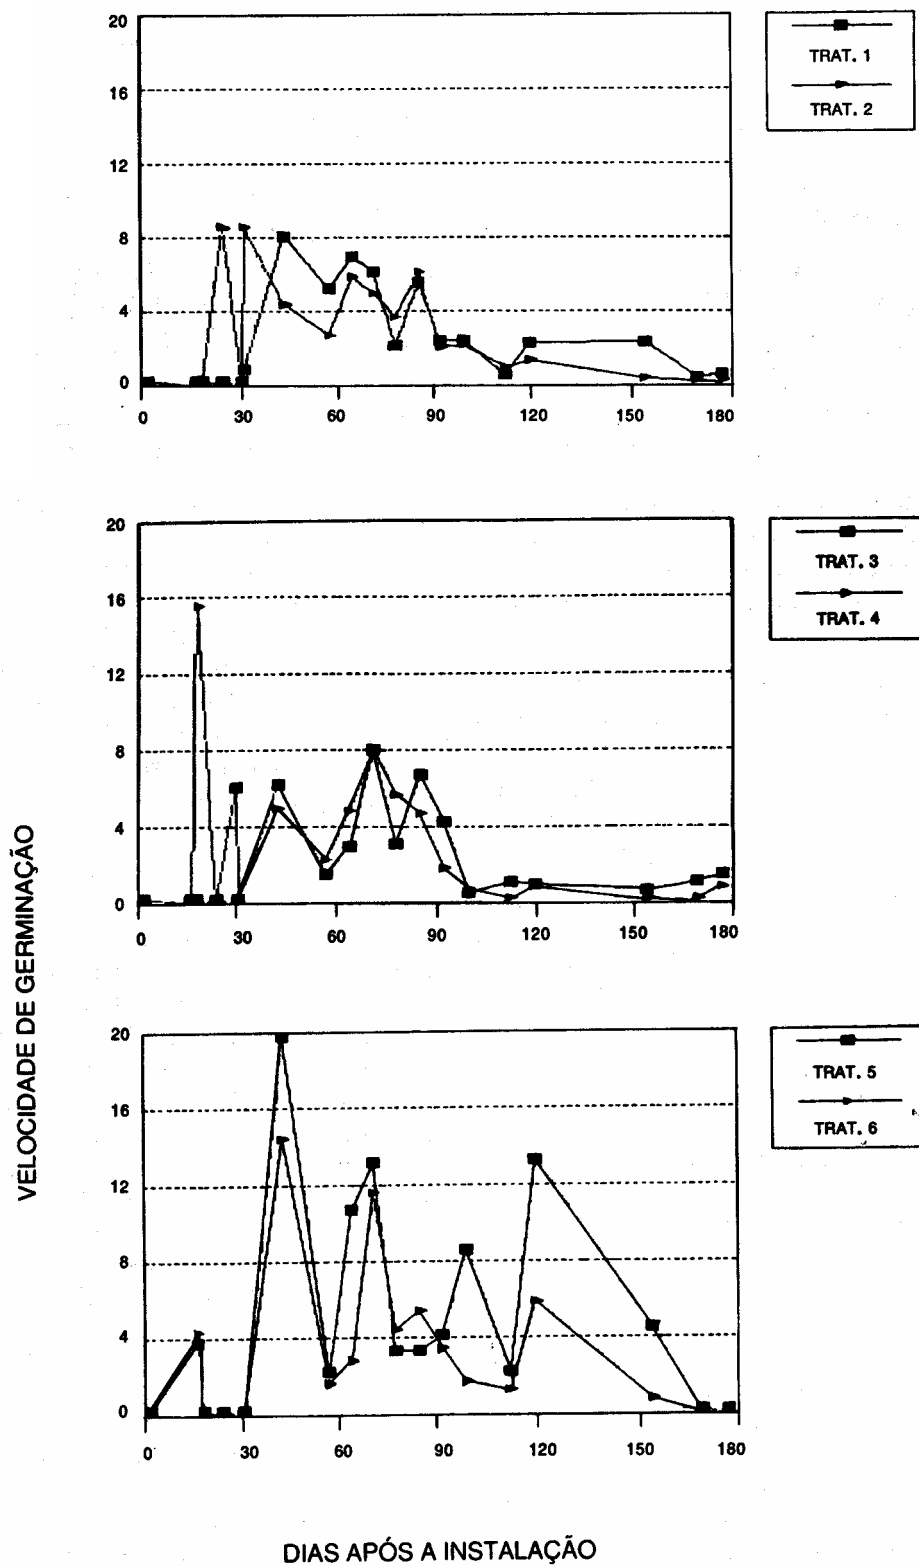 20
16
12
8
4
0
0 30 60 90 120 150 180
TRAT. 1
TRAT. 2
20
16
12
8
4
0
0 30 60 90 120 150 180
TRAT. 3
TRAT. 4
20
16
12
8
4
0
0 30 60 90 120 150 180
TRAT. 5
TRAT. 6
VELOCIDADE DE GERMINAÇÃO
DIAS APÓS A INSTALAÇÃO